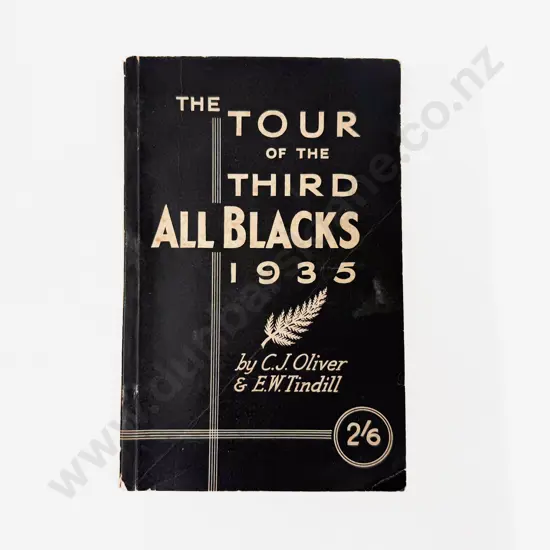 THE
TOUR
OF THE
THIRD
ALL BLACKS
1935
by C.J. Oliver
& E.W. Tindill
2/6